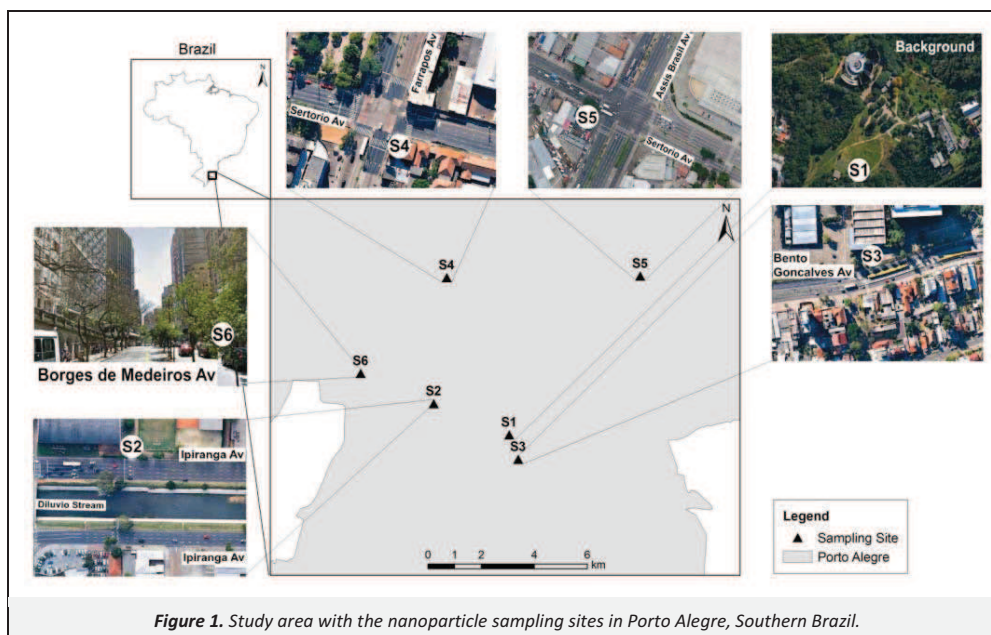 Brazil
N
Sertorio Av
Farrapos Av
S4
S5
Assis Brasil Av
Sertorio Av
Background
S1
S6
Borges de Medeiros Av
S2
Ipiranga Av
Diluvio Stream
Ipiranga Av
N
S4
S5
S6
S2
S1
S3
Bento
Goncalves Av
S3
0 1 2 4 6
km
Legend
Sampling Site
Porto Alegre
Figure 1. Study area with the nanoparticle sampling sites in Porto Alegre, Southern Brazil.